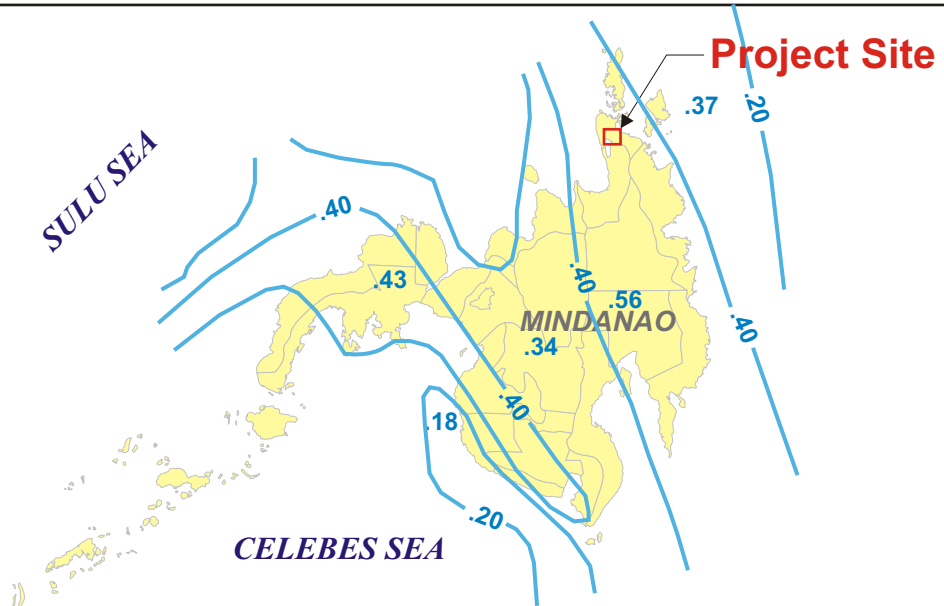 Project Site
.37
.20
SULU SEA
.40
.43
.40
.56
MINDANAO
.40
.34
.40
.18
.20
CELEBES SEA